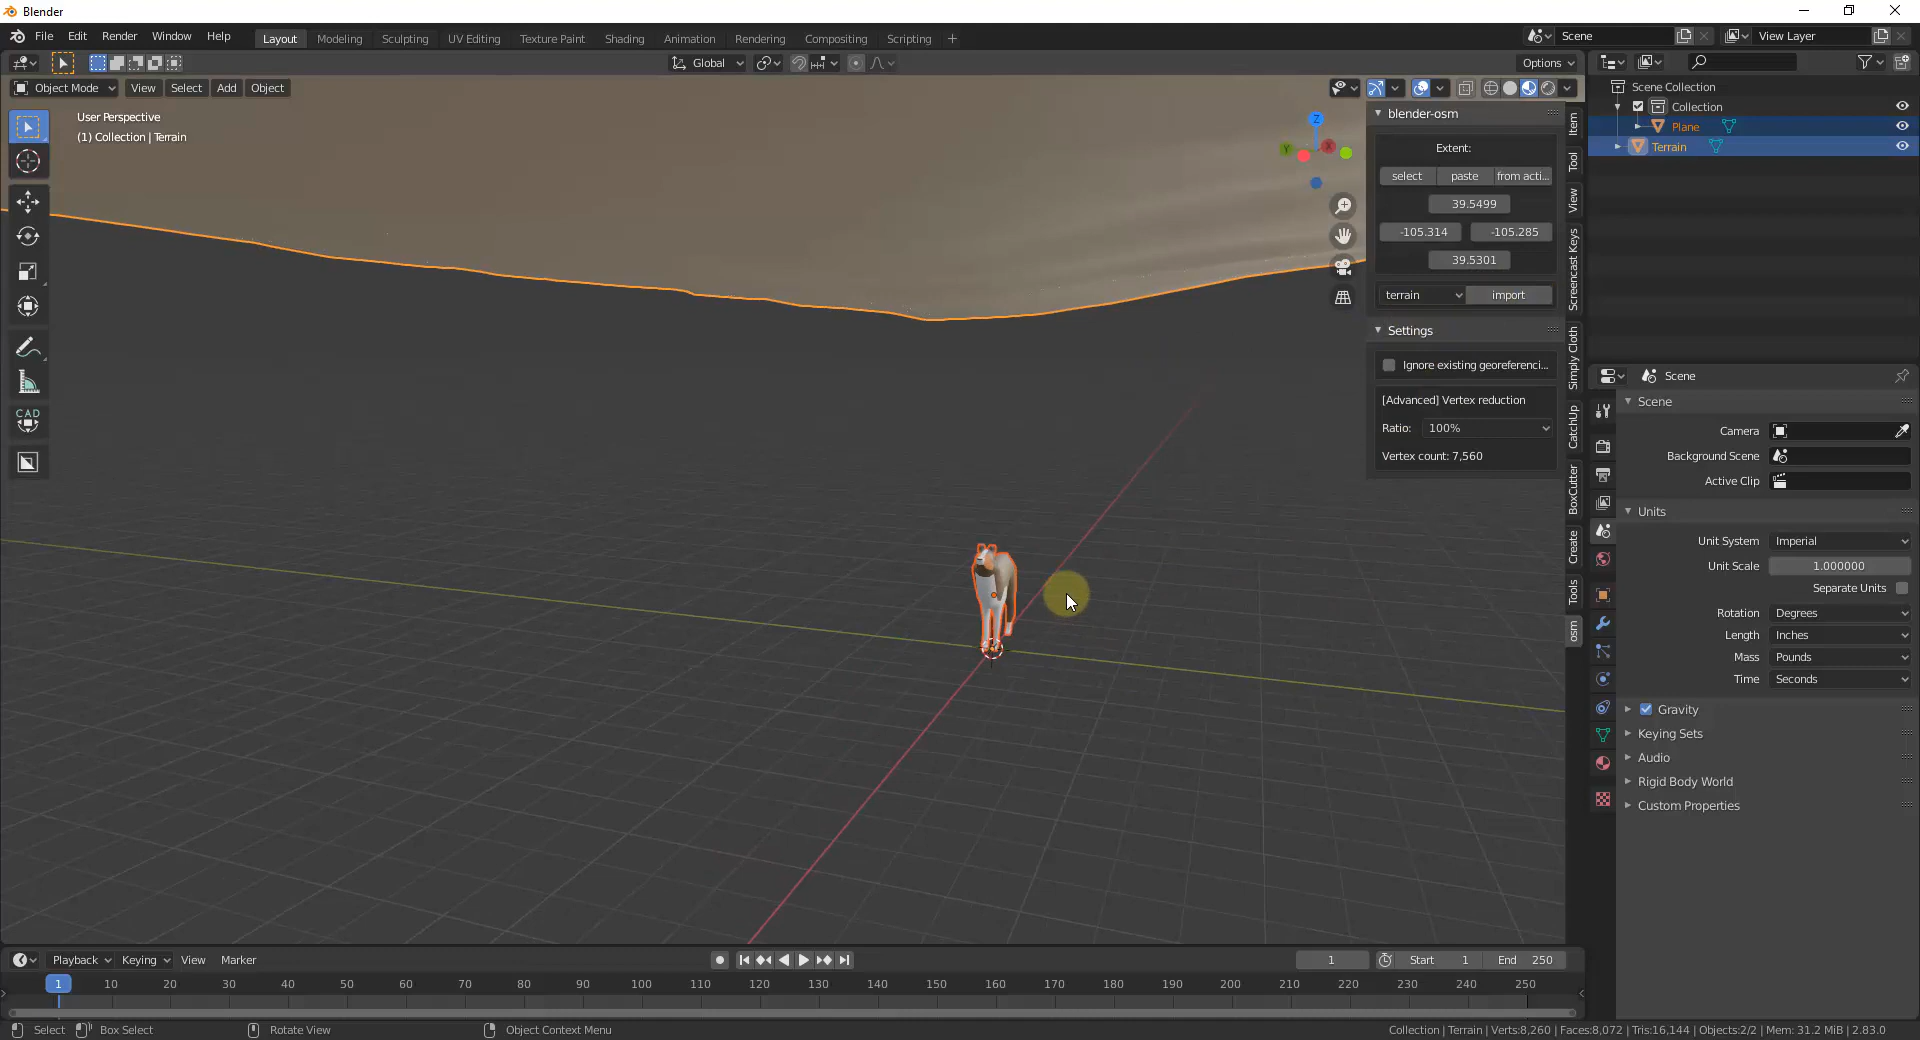 Blender
File Edit Render Window Help
Layout Modeling Sculpting UV Editing Texture Paint Shading Animation Rendering Compositing Scripting +
Scene
View Layer
Global
Options
Object Mode View Select Add Object
User Perspective
(1) Collection | Terrain
Z
Y
X
CAD
blender-osm
Extent:
select paste from acti...
39.5499
-105.314 -105.285
39.5301
terrain import
Settings
Ignore existing georeferenci...
[Advanced] Vertex reduction
Ratio: 100%
Vertex count: 7,560
Item
Tool
View
Screencast Keys
Simply Cloth
CatchUp
BoxCutter
Create
Tools
osm
Scene Collection
Collection
Plane
Terrain
Scene
Scene
Camera
Background Scene
Active Clip
Units
Unit System Imperial
Unit Scale 1.000000
Separate Units
Rotation Degrees
Length Inches
Mass Pounds
Time Seconds
Gravity
Keying Sets
Audio
Rigid Body World
Custom Properties
Playback Keying View Marker
1 Start 1 End 250
1 10 20 30 40 50 60 70 80 90 100 110 120 130 140 150 160 170 180 190 200 210 220 230 240 250
Select Box Select Rotate View Object Context Menu
Collection | Terrain | Verts:8,260 | Faces:8,072 | Tris:16,144 | Objects:2/2 | Mem: 31.2 MiB | 2.83.0